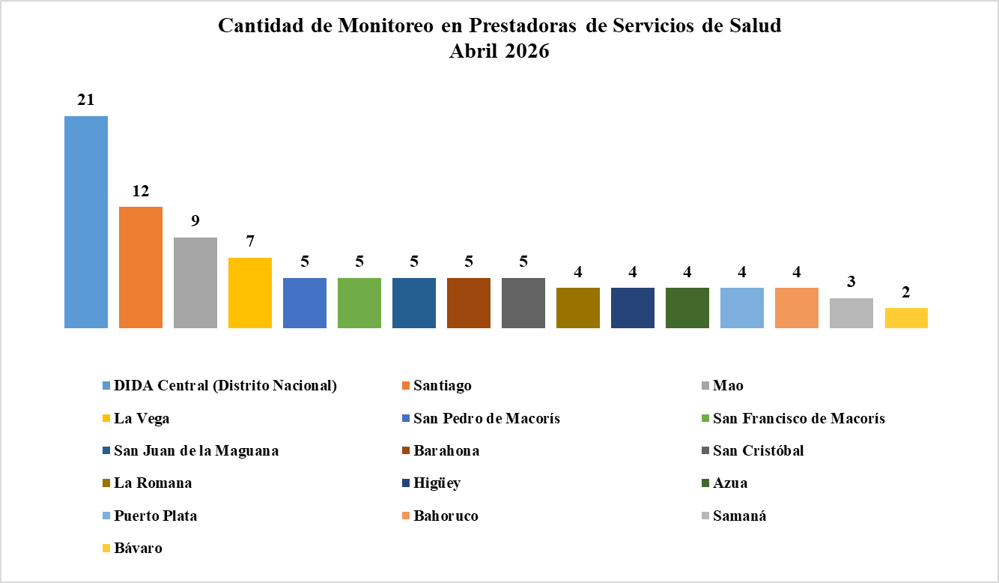 Cantidad de Monitoreo en Prestadoras de Servicios de Salud
Abril 2026
21
12
9
7
5
5
5
5
5
4
4
4
4
4
3
2
DIDA Central (Distrito Nacional)
Santiago
Mao
La Vega
San Pedro de Macorís
San Francisco de Macorís
San Juan de la Maguana
Barahona
San Cristóbal
La Romana
Higüey
Azua
Puerto Plata
Bahoruco
Samaná
Bávaro